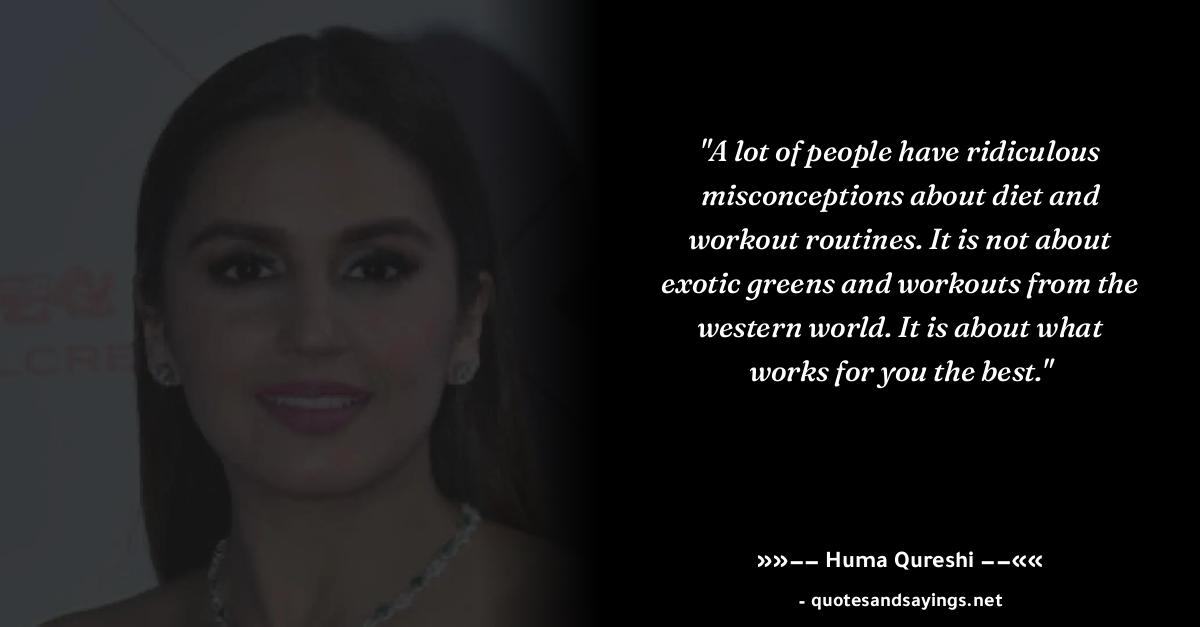 "A lot of people have ridiculous
misconceptions about diet and
workout routines. It is not about
exotic greens and workouts from the
western world. It is about what
works for you the best."
»»−− Huma Qureshi −−««
- quotesandsayings.net
LCRE